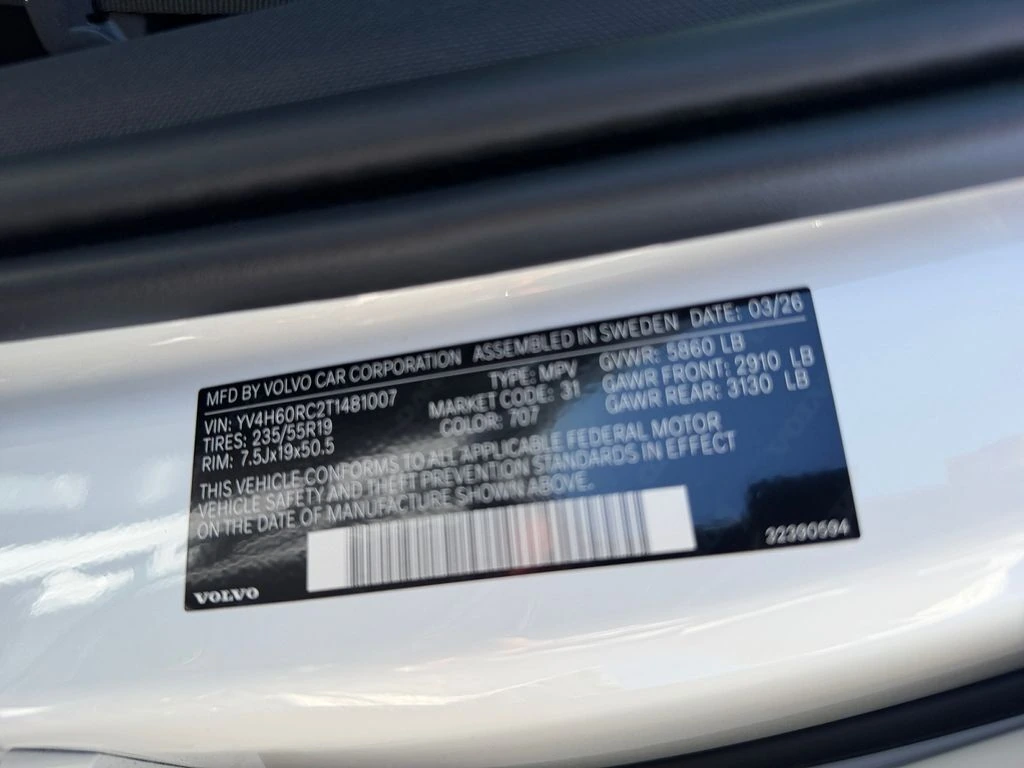 MFD BY VOLVO CAR CORPORATION ASSEMBLED IN SWEDEN DATE: 03/26
VIN: YV4H60RC2T1481007 TYPE: MPV GVWR: 5860 LB
TIRES: 235/55R19 MARKET CODE: 31 GAWR FRONT: 2910 LB
RIM: 7.5Jx19x50.5 COLOR: 707 GAWR REAR: 3130 LB
THIS VEHICLE CONFORMS TO ALL APPLICABLE FEDERAL MOTOR
VEHICLE SAFETY AND THEFT PREVENTION STANDARDS IN EFFECT
ON THE DATE OF MANUFACTURE SHOWN ABOVE.
VOLVO 32390594